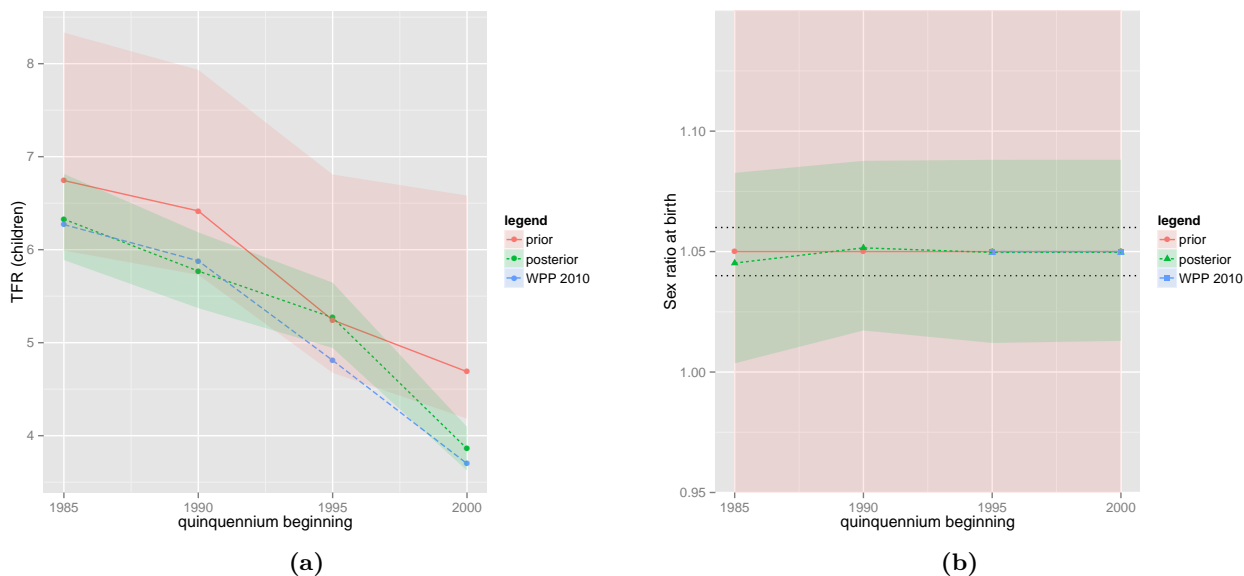 TFR (children)
8
7
6
5
4
1985
1990
1995
2000
quinquennium beginning
legend
prior
posterior
WPP 2010
(a)
Sex ratio at birth
1.10
1.05
1.00
0.95
1985
1990
1995
2000
quinquennium beginning
legend
prior
posterior
WPP 2010
(b)